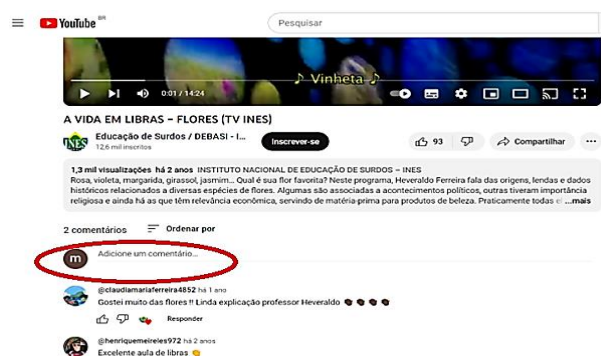 YouTube BR
Pesquisar
♪ Vinheta ♪
0:01 / 14:24
A VIDA EM LIBRAS – FLORES (TV INES)
INES
Educação de Surdos / DEBASI - I...
12,6 mil inscritos
Inscrever-se
93
Compartilhar
1,3 mil visualizações há 2 anos INSTITUTO NACIONAL DE EDUCAÇÃO DE SURDOS – INES
Rosa, violeta, margarida, girassol, jasmim... Qual é sua flor favorita? Neste programa, Heveraldo Ferreira fala das origens, lendas e dados
históricos relacionados a diversas espécies de flores. Algumas são associadas a acontecimentos políticos, outras tiveram importância
religiosa e ainda há as que têm relevância econômica, servindo de matéria-prima para produtos de beleza. Praticamente todas ...mais
2 comentários Ordenar por
m
Adicione um comentário...
@claudiamariaferreira4852 há 1 ano
Gostei muito das flores !! Linda explicação professor Heveraldo
Responder
@henriquemeireles972 há 2 anos
Excelente aula de libras